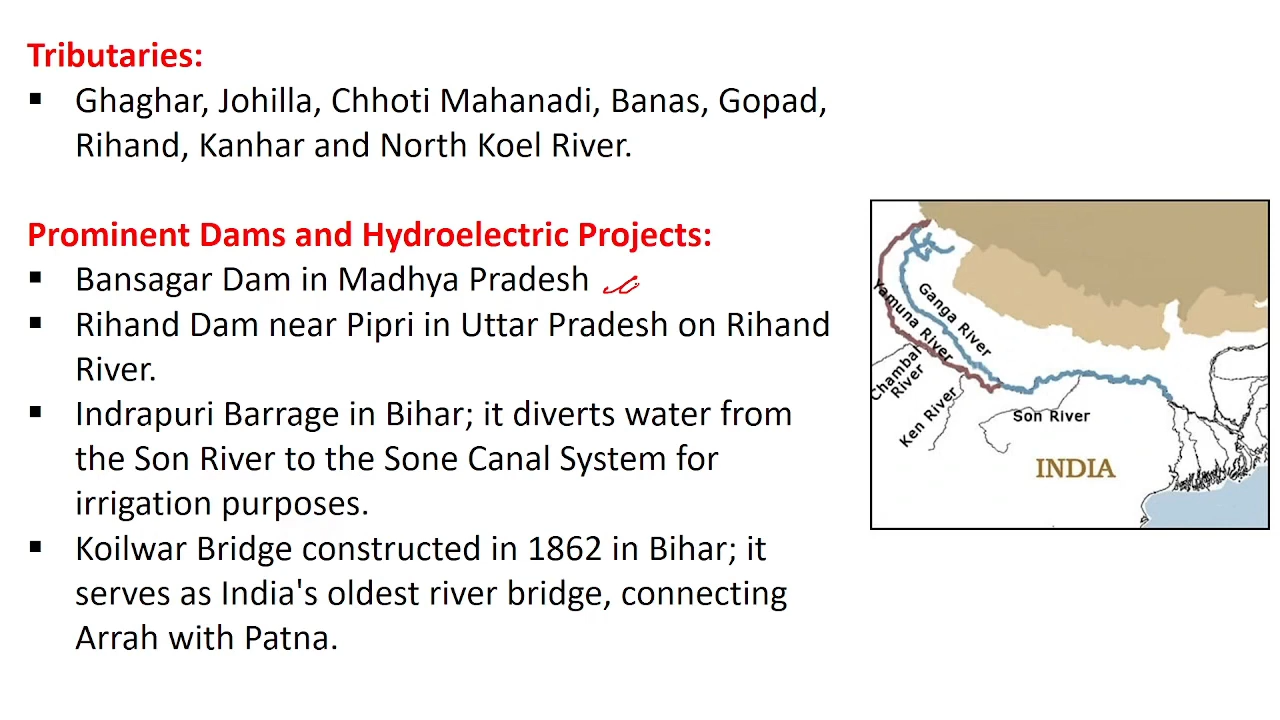 Tributaries:
▪ Ghaghar, Johilla, Chhoti Mahanadi, Banas, Gopad,
Rihand, Kanhar and North Koel River.
Prominent Dams and Hydroelectric Projects:
▪ Bansagar Dam in Madhya Pradesh
▪ Rihand Dam near Pipri in Uttar Pradesh on Rihand
River.
▪ Indrapuri Barrage in Bihar; it diverts water from
the Son River to the Sone Canal System for
irrigation purposes.
▪ Koilwar Bridge constructed in 1862 in Bihar; it
serves as India's oldest river bridge, connecting
Arrah with Patna.
Yamuna River
Ganga River
Chambal
River
Ken River
Son River
INDIA